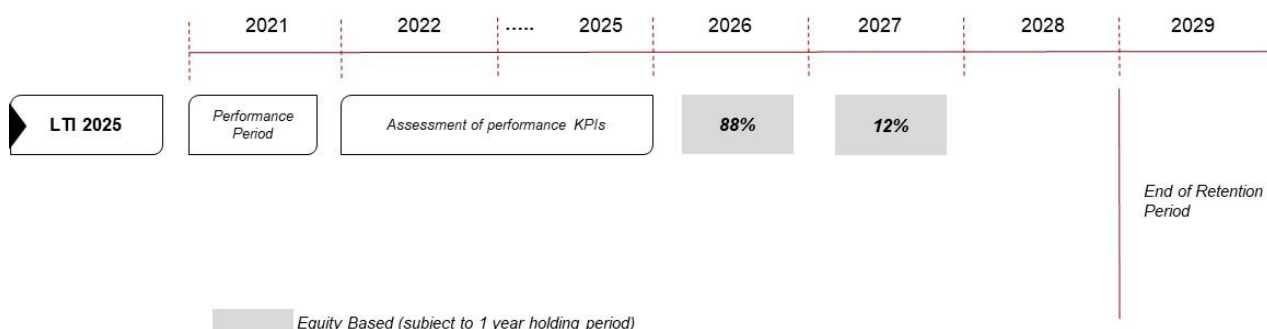 2021 2022 ..... 2025 2026 2027 2028 2029
LTI 2025
Performance
Period
Assessment of performance KPIs
88%
12%
End of Retention
Period
Equity Based (subject to 1 year holding period)